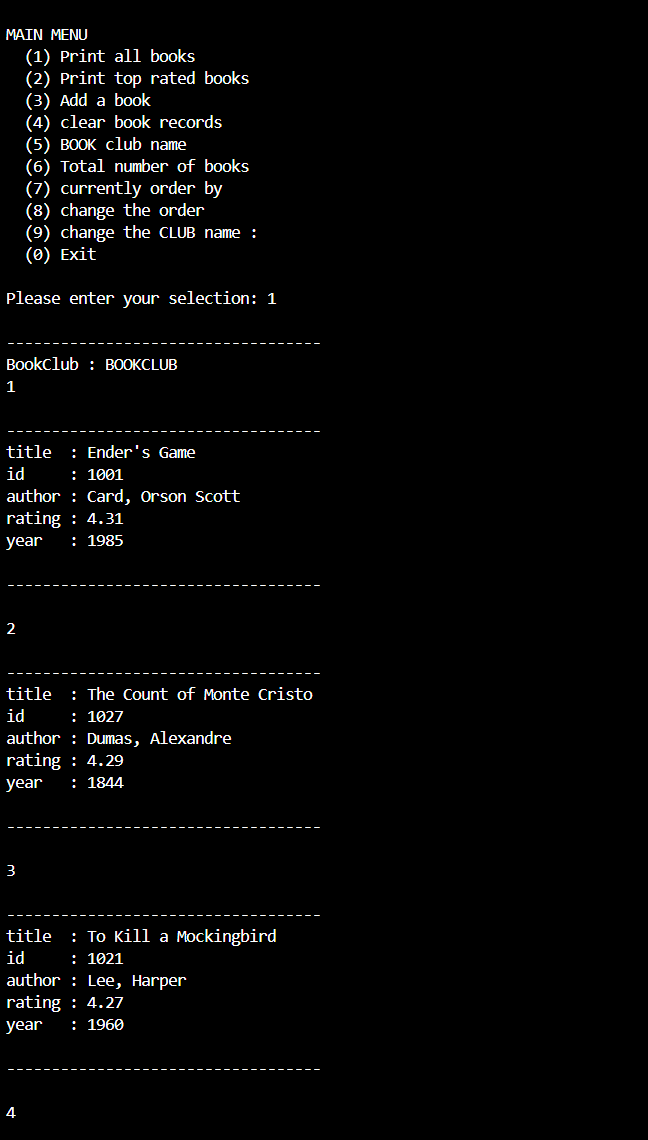 MAIN MENU
  (1) Print all books
  (2) Print top rated books
  (3) Add a book
  (4) clear book records
  (5) BOOK club name
  (6) Total number of books
  (7) currently order by
  (8) change the order
  (9) change the CLUB name :
  (0) Exit
Please enter your selection: 1
-----------------------------------
BookClub : BOOKCLUB
1
-----------------------------------
title  : Ender's Game
id     : 1001
author : Card, Orson Scott
rating : 4.31
year   : 1985
-----------------------------------
2
-----------------------------------
title  : The Count of Monte Cristo
id     : 1027
author : Dumas, Alexandre
rating : 4.29
year   : 1844
-----------------------------------
3
-----------------------------------
title  : To Kill a Mockingbird
id     : 1021
author : Lee, Harper
rating : 4.27
year   : 1960
-----------------------------------
4